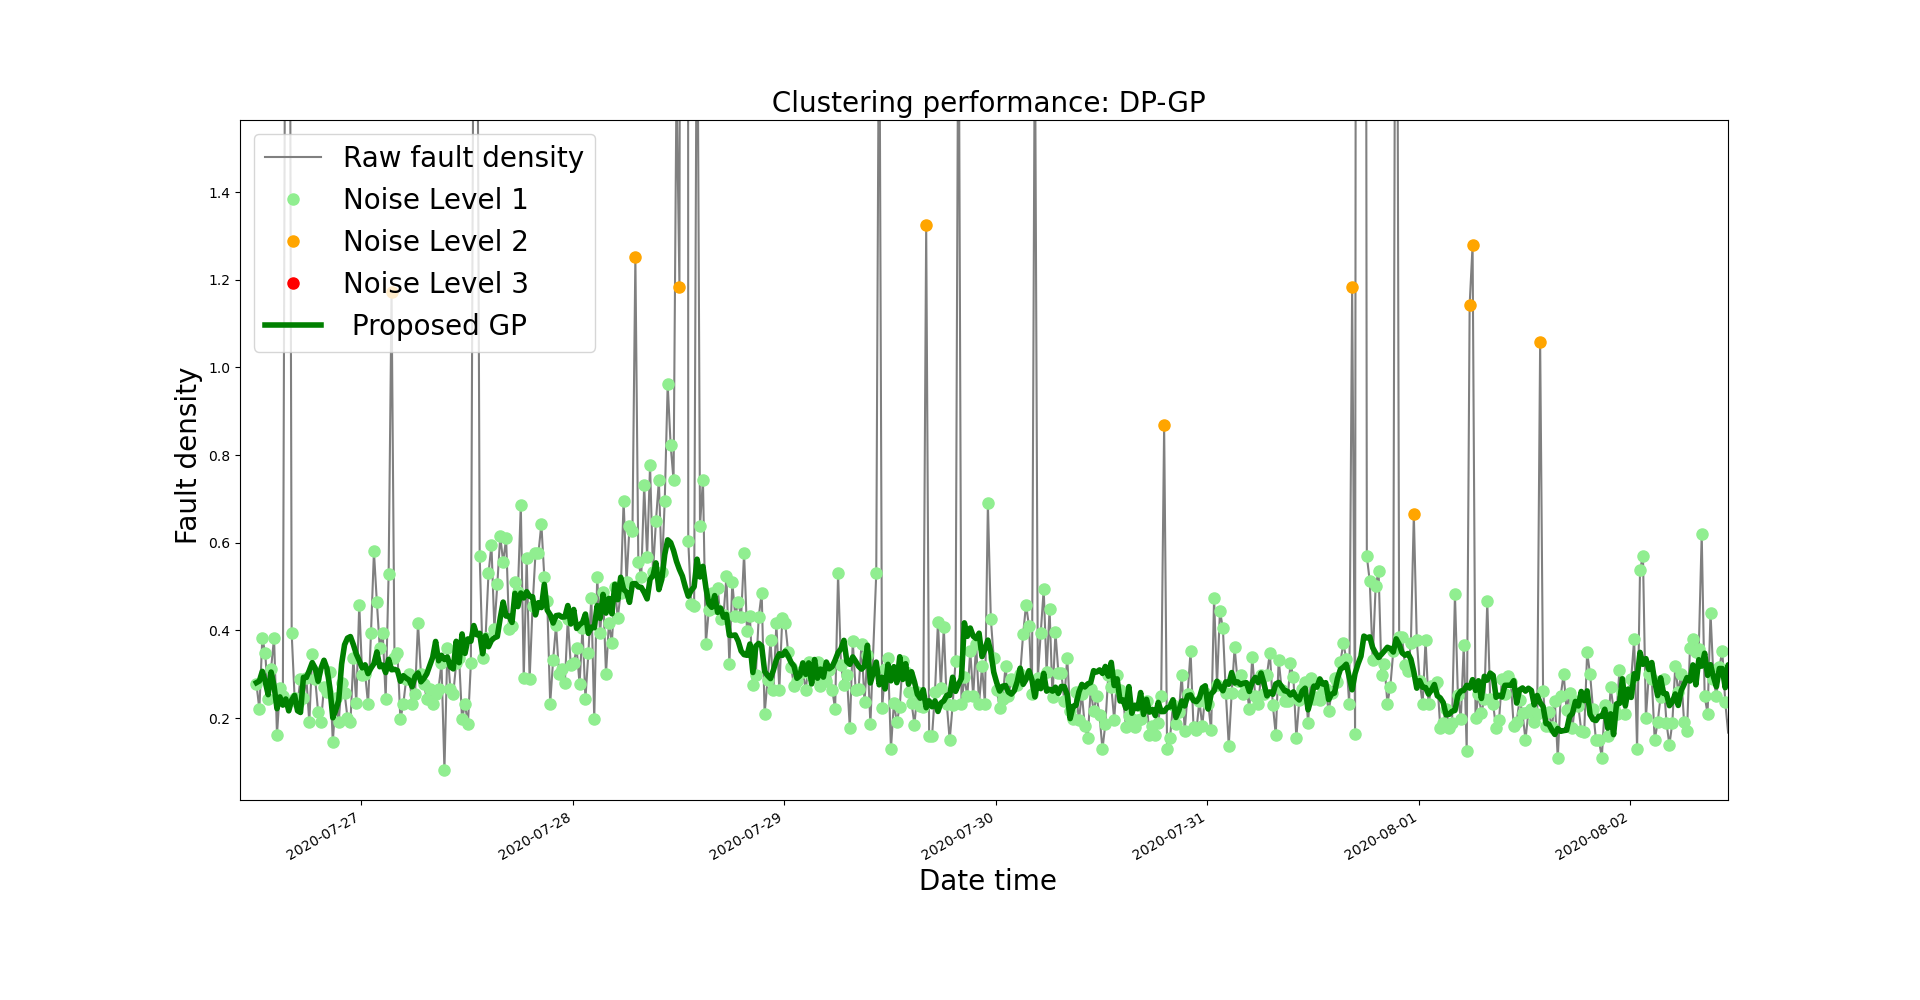 Clustering performance: DP-GP
Raw fault density
Noise Level 1
Noise Level 2
Noise Level 3
Proposed GP
Fault density
1.4
1.2
1.0
0.8
0.6
0.4
0.2
2020-07-27
2020-07-28
2020-07-29
2020-07-30
2020-07-31
2020-08-01
2020-08-02
Date time